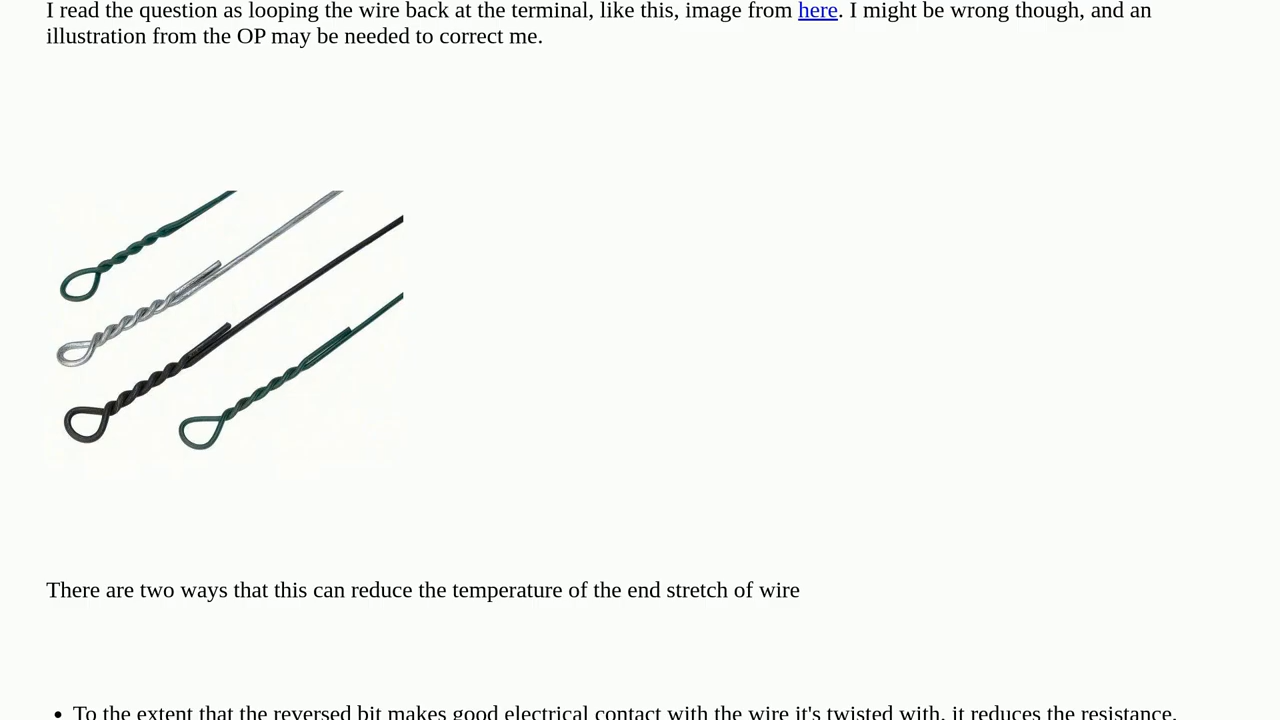 I read the question as looping the wire back at the terminal, like this, image from here. I might be wrong though, and an
illustration from the OP may be needed to correct me.
There are two ways that this can reduce the temperature of the end stretch of wire
• To the extent that the reversed bit makes good electrical contact with the wire it's twisted with, it reduces the resistance,